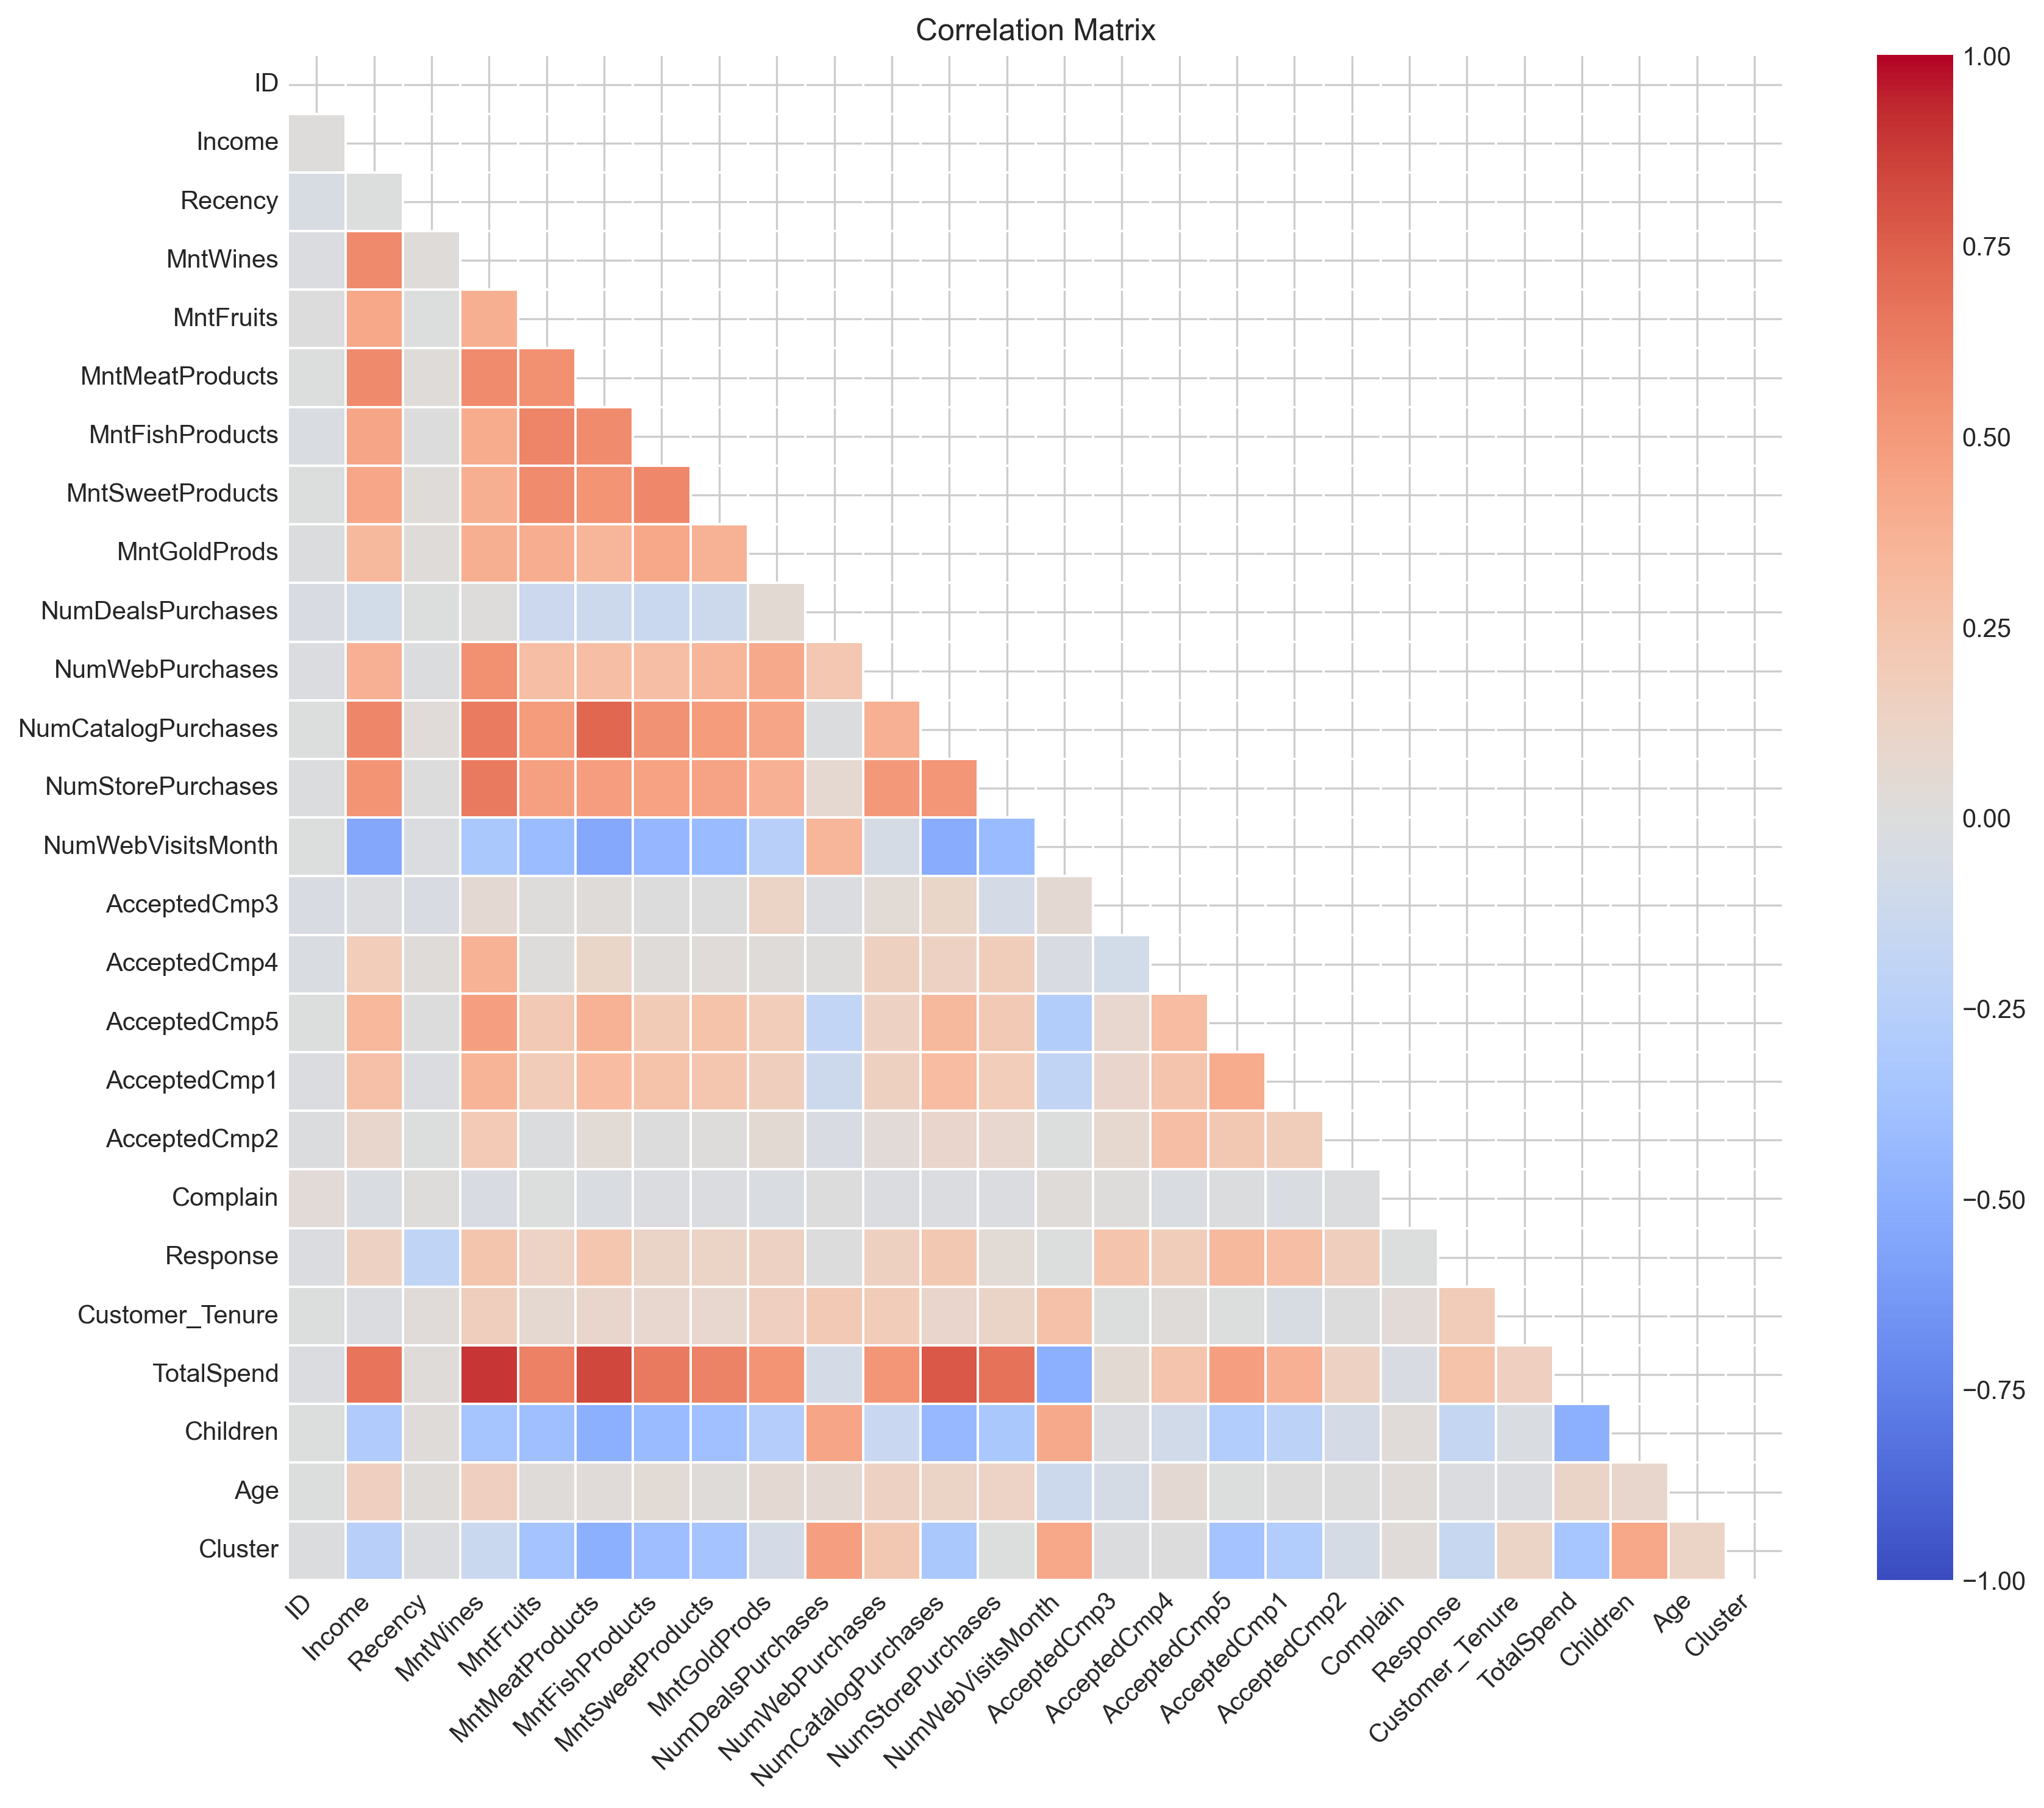 Correlation Matrix
ID
Income
Recency
MntWines
MntFruits
MntMeatProducts
MntFishProducts
MntSweetProducts
MntGoldProds
NumDealsPurchases
NumWebPurchases
NumCatalogPurchases
NumStorePurchases
NumWebVisitsMonth
AcceptedCmp3
AcceptedCmp4
AcceptedCmp5
AcceptedCmp1
AcceptedCmp2
Complain
Response
Customer_Tenure
TotalSpend
Children
Age
Cluster
ID
Income
Recency
MntWines
MntFruits
MntMeatProducts
MntFishProducts
MntSweetProducts
MntGoldProds
NumDealsPurchases
NumWebPurchases
NumCatalogPurchases
NumStorePurchases
NumWebVisitsMonth
AcceptedCmp3
AcceptedCmp4
AcceptedCmp5
AcceptedCmp1
AcceptedCmp2
Complain
Response
Customer_Tenure
TotalSpend
Children
Age
Cluster
1.00
0.75
0.50
0.25
0.00
−0.25
−0.50
−0.75
−1.00